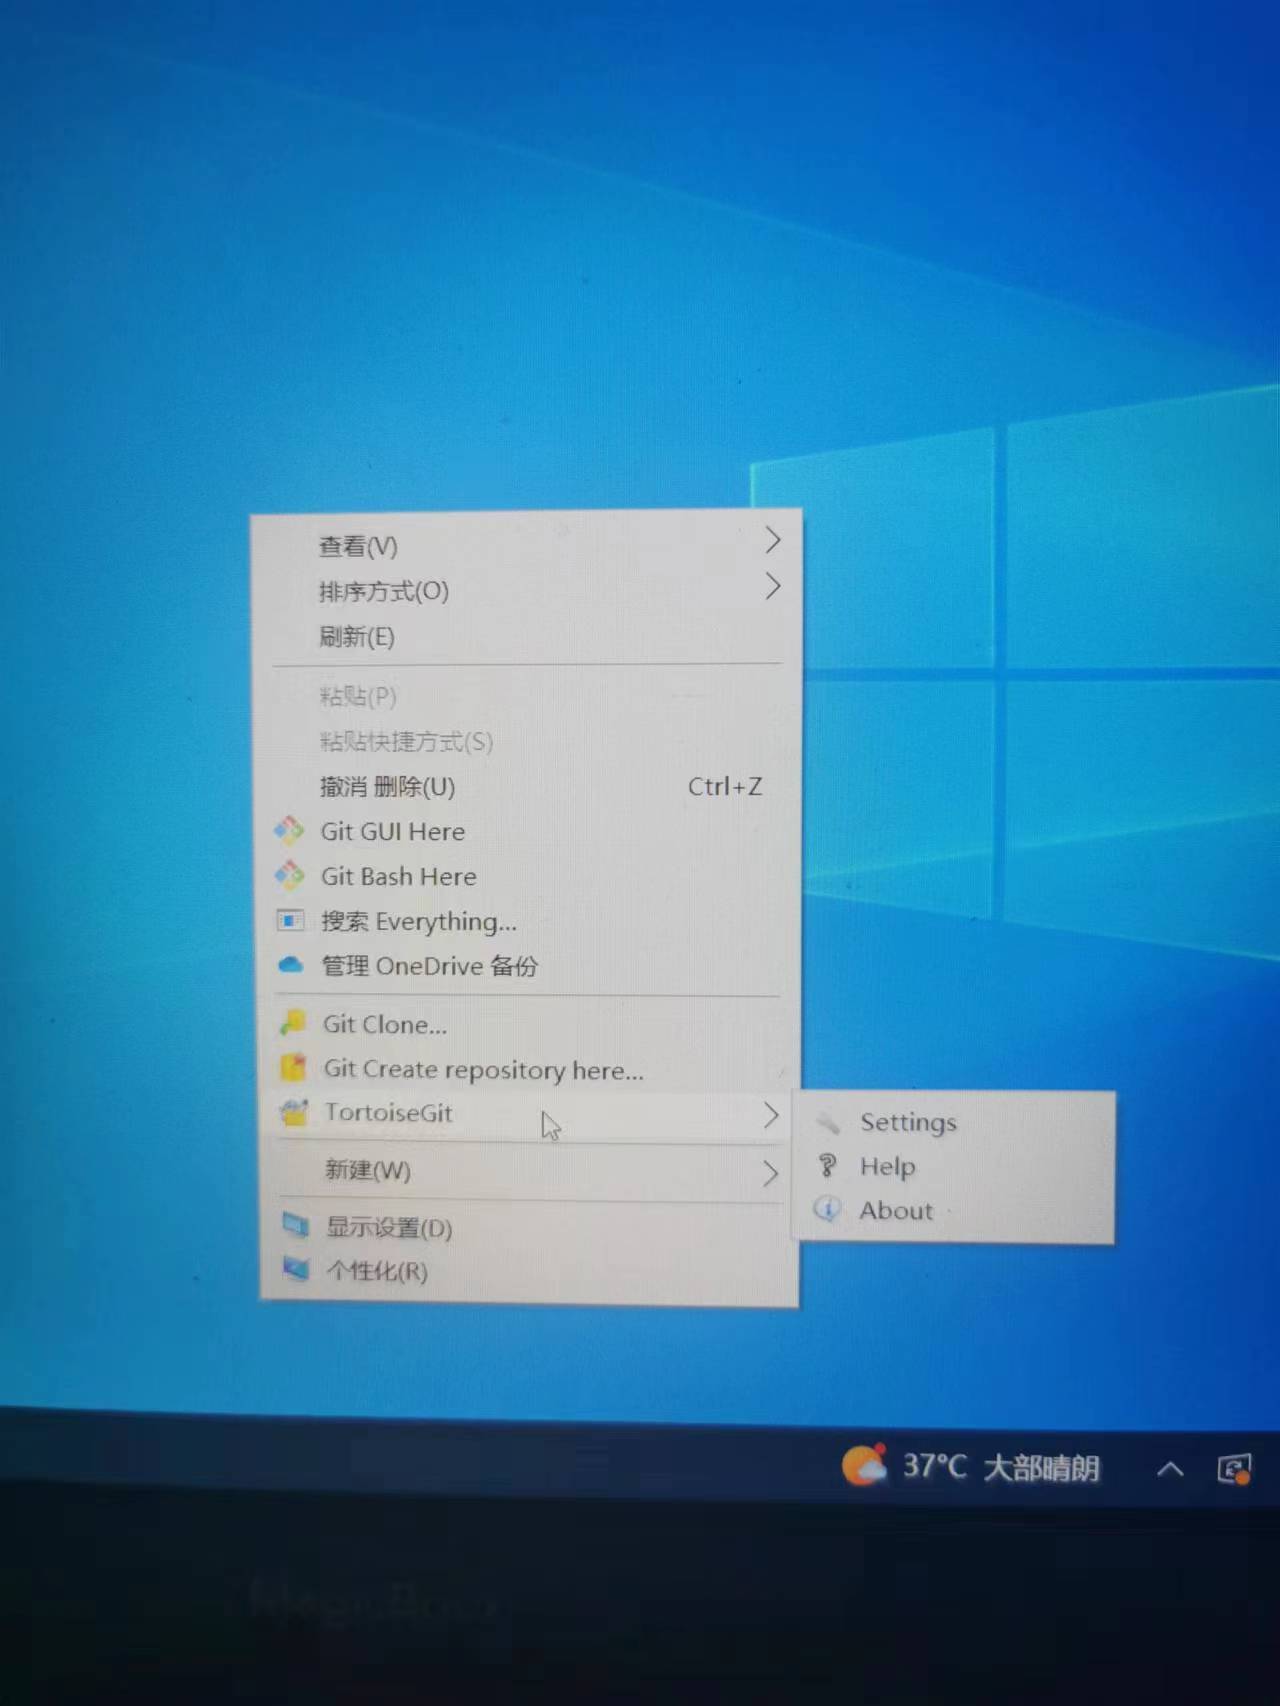 查看(V)
排序方式(O)
刷新(E)
粘贴(P)
粘贴快捷方式(S)
撤消 删除(U) Ctrl+Z
Git GUI Here
Git Bash Here
搜索 Everything...
管理 OneDrive 备份
Git Clone...
Git Create repository here...
TortoiseGit
Settings
Help
About
新建(W)
显示设置(D)
个性化(R)
37°C 大部晴朗